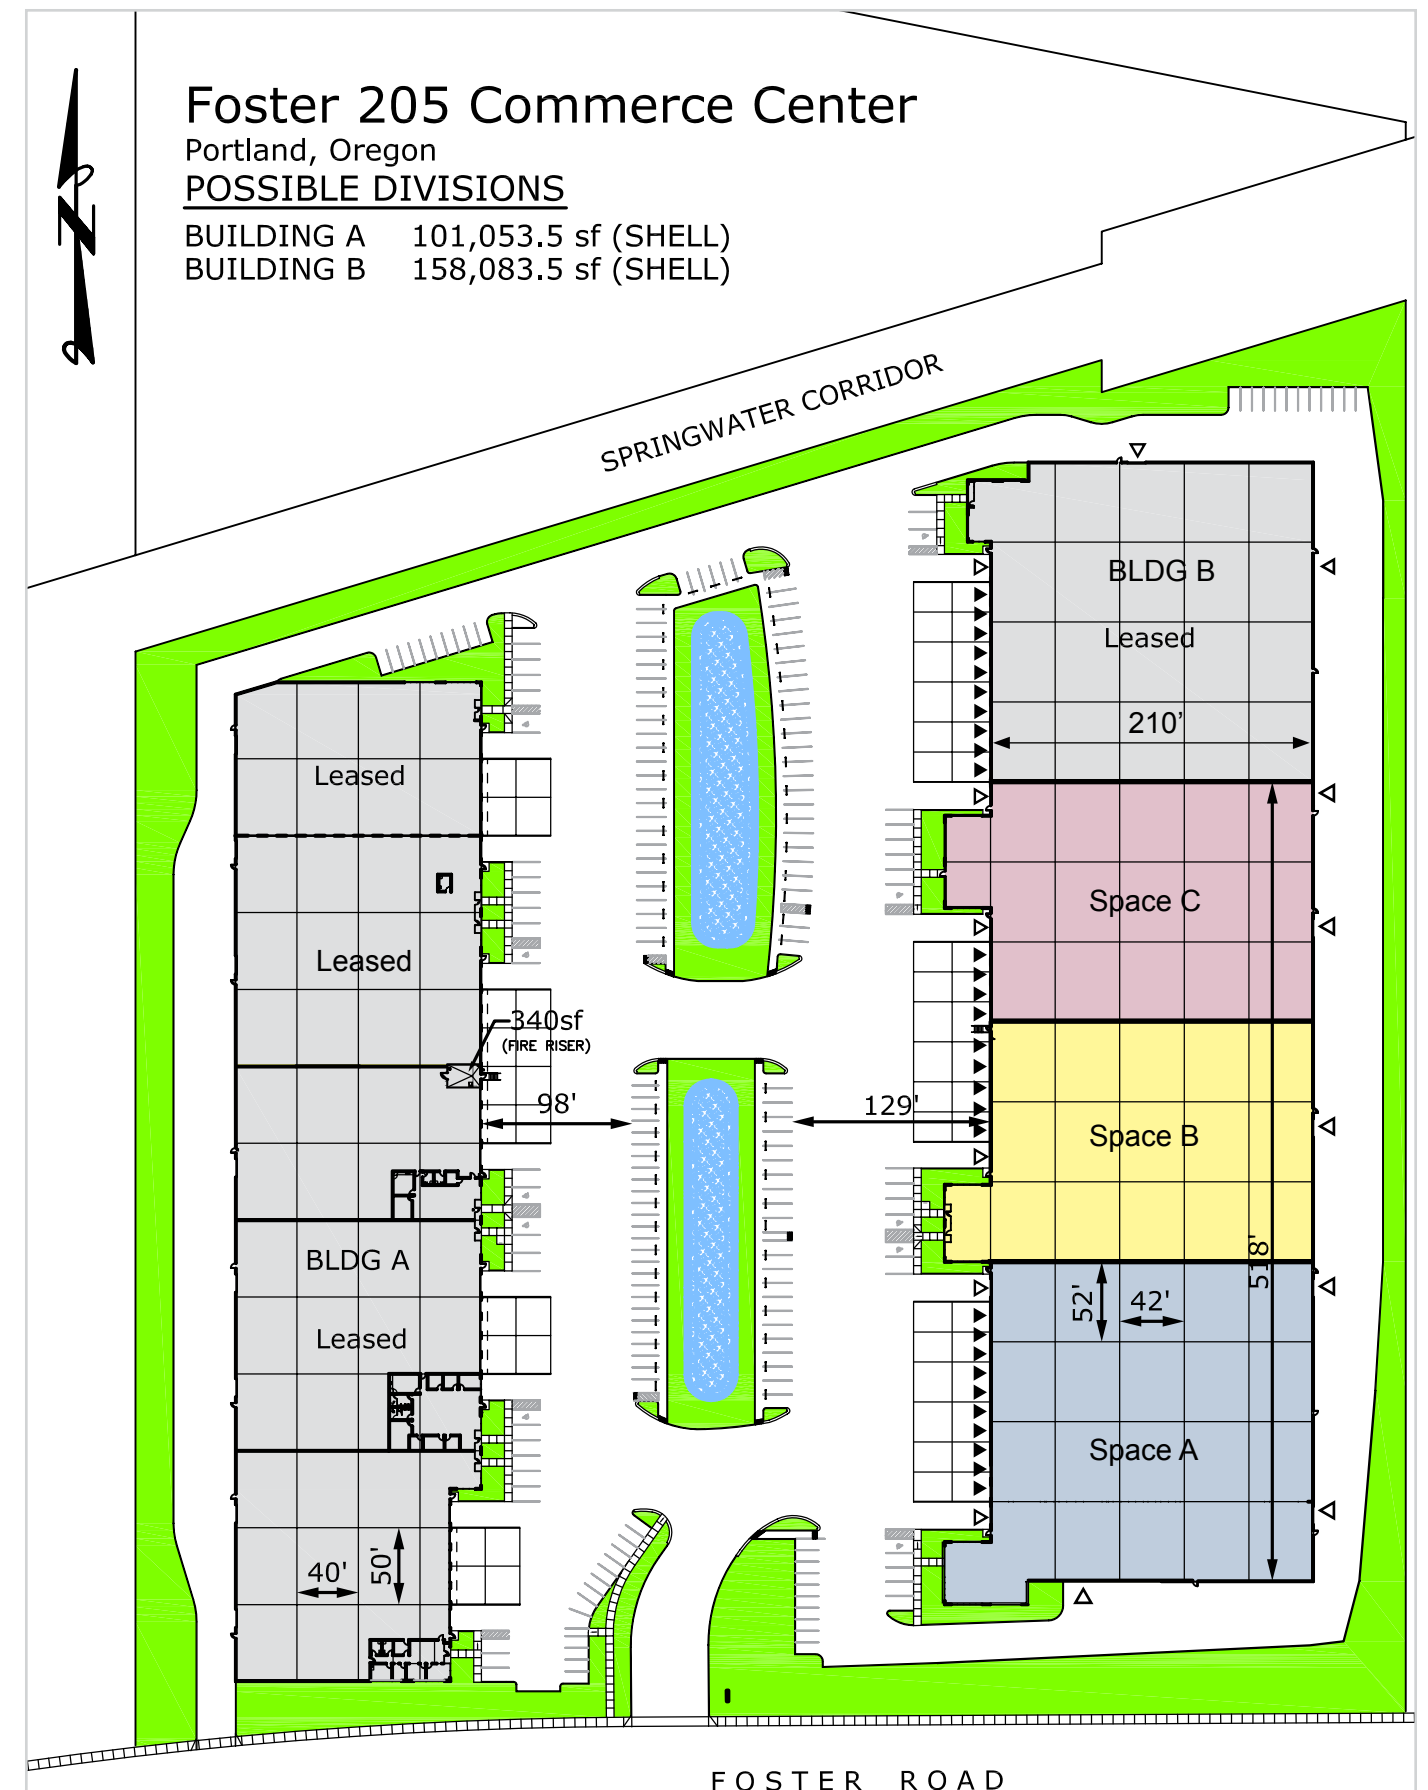 Foster 205 Commerce Center
Portland, Oregon
POSSIBLE DIVISIONS
BUILDING A 101,053.5 sf (SHELL)
BUILDING B 158,083.5 sf (SHELL)
N
SPRINGWATER CORRIDOR
BLDG B
Leased
210'
Leased
Space C
Leased
340sf
(FIRE RISER)
98'
129'
Space B
BLDG A
Leased
518'
52'
42'
Space A
40'
50'
FOSTER ROAD